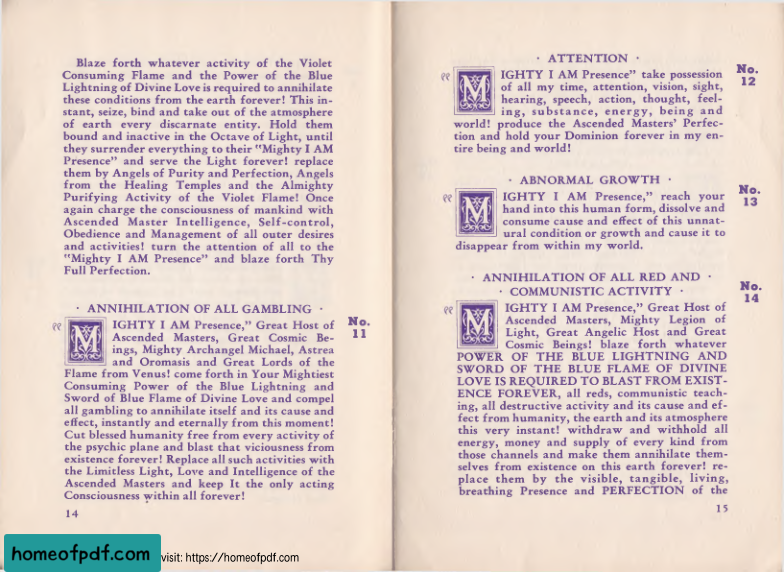 Blaze forth whatever activity of the Violet
Consuming Flame and the Power of the Blue
Lightning of Divine Love is required to annihilate
these conditions from the earth forever! This in-
stant, seize, bind and take out of the atmosphere
of earth every discarnate entity. Hold them
bound and inactive in the Octave of Light, until
they surrender everything to their "Mighty I AM
Presence" and serve the Light forever! replace
them by Angels of Purity and Perfection, Angels
from the Healing Temples and the Almighty
Purifying Activity of the Violet Flame! Once
again charge the consciousness of mankind with
Ascended Master Intelligence, Self-control,
Obedience and Management of all outer desires
and activities! turn the attention of all to the
"Mighty I AM Presence" and blaze forth Thy
Full Perfection.
· ANNIHILATION OF ALL GAMBLING ·
No.
11
"MIGHTY I AM Presence," Great Host of
Ascended Masters, Great Cosmic Be-
ings, Mighty Archangel Michael, Astrea
and Oromasis and Great Lords of the
Flame from Venus! come forth in Your Mightiest
Consuming Power of the Blue Lightning and
Sword of Blue Flame of Divine Love and compel
all gambling to annihilate itself and its cause and
effect, instantly and eternally from this moment!
Cut blessed humanity free from every activity of
the psychic plane and blast that viciousness from
existence forever! Replace all such activities with
the Limitless Light, Love and Intelligence of the
Ascended Masters and keep It the only acting
Consciousness within all forever!
14
· ATTENTION ·
No.
12
"MIGHTY I AM Presence" take possession
of all my time, attention, vision, sight,
hearing, speech, action, thought, feel-
ing, substance, energy, being and
world! produce the Ascended Masters' Perfec-
tion and hold your Dominion forever in my en-
tire being and world!
· ABNORMAL GROWTH ·
No.
13
"MIGHTY I AM Presence," reach your
hand into this human form, dissolve and
consume cause and effect of this unnat-
ural condition or growth and cause it to
disappear from within my world.
· ANNIHILATION OF ALL RED AND ·
· COMMUNISTIC ACTIVITY ·
No.
14
"MIGHTY I AM Presence," Great Host of
Ascended Masters, Mighty Legion of
Light, Great Angelic Host and Great
Cosmic Beings! blaze forth whatever
POWER OF THE BLUE LIGHTNING AND
SWORD OF THE BLUE FLAME OF DIVINE
LOVE IS REQUIRED TO BLAST FROM EXIST-
ENCE FOREVER, all reds, communistic teach-
ing, all destructive activity and its cause and ef-
fect from humanity, the earth and its atmosphere
this very instant! withdraw and withhold all
energy, money and supply of every kind from
those channels and make them annihilate them-
selves from existence on this earth forever! re-
place them by the visible, tangible, living,
breathing Presence and PERFECTION of the
15
homeofpdf.com
visit: https://homeofpdf.com